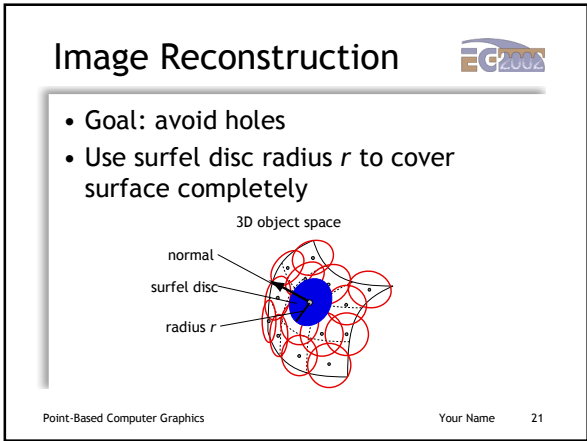 Image Reconstruction
EG2002
• Goal: avoid holes
• Use surfel disc radius r to cover
surface completely
3D object space
normal
surfel disc
radius r
Point-Based Computer Graphics
Your Name
21